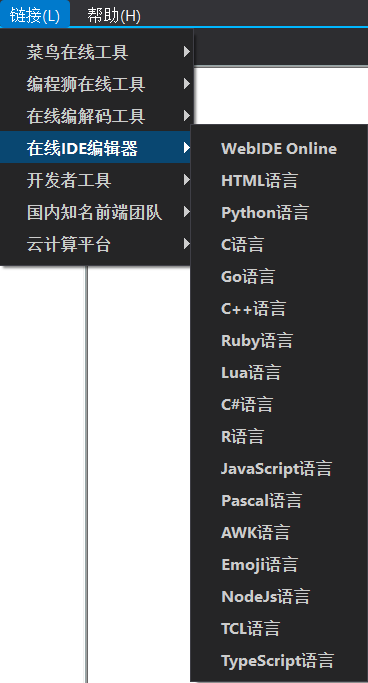 链接(L) 帮助(H)
菜鸟在线工具
编程狮在线工具
在线编解码工具
在线IDE编辑器
开发者工具
国内知名前端团队
云计算平台
WebIDE Online
HTML语言
Python语言
C语言
Go语言
C++语言
Ruby语言
Lua语言
C#语言
R语言
JavaScript语言
Pascal语言
AWK语言
Emoji语言
NodeJs语言
TCL语言
TypeScript语言